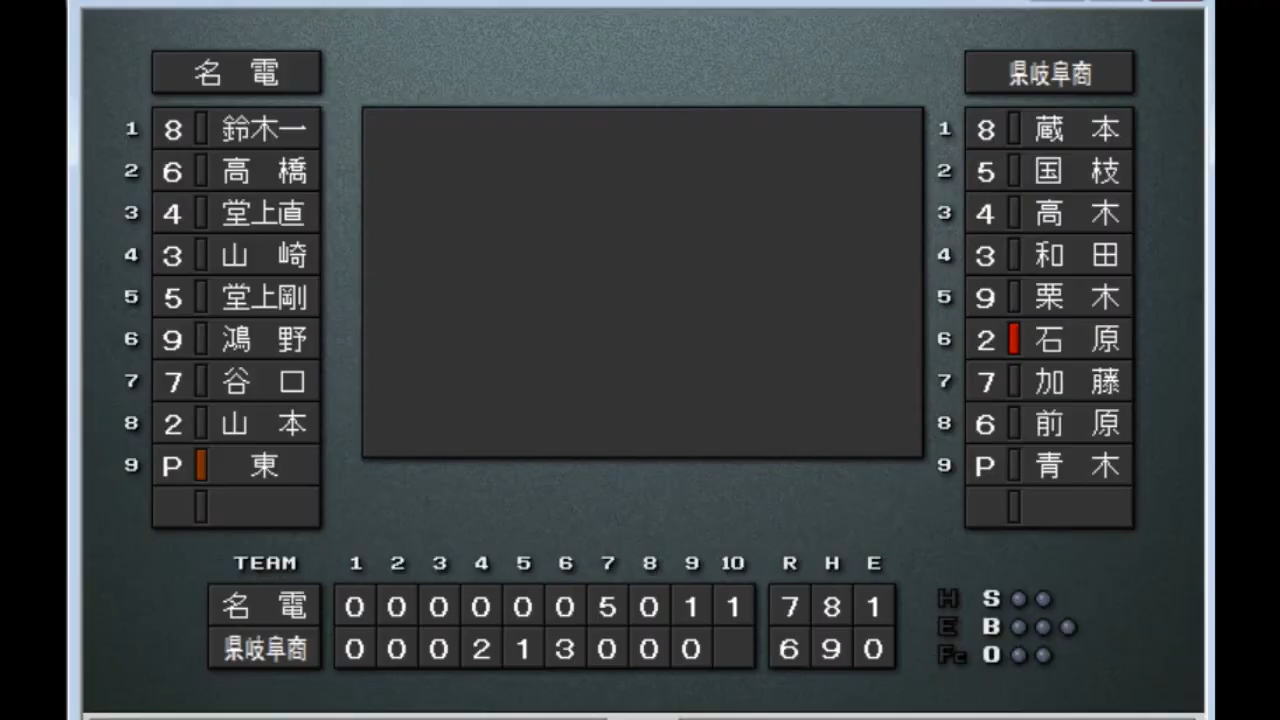 名 電
1 8 鈴木一
2 6 高 橋
3 4 堂上直
4 3 山 崎
5 5 堂上剛
6 9 鴻 野
7 7 谷 口
8 2 山 本
9 P 東
県岐阜商
1 8 蔵 本
2 5 国 枝
3 4 高 木
4 3 和 田
5 9 栗 木
6 2 石 原
7 7 加 藤
8 6 前 原
9 P 青 木
TEAM 1 2 3 4 5 6 7 8 9 10 R H E
名 電 0 0 0 0 0 0 5 0 1 1 7 8 1
県岐阜商 0 0 0 2 1 3 0 0 0 6 9 0
H S
E B
Fc O